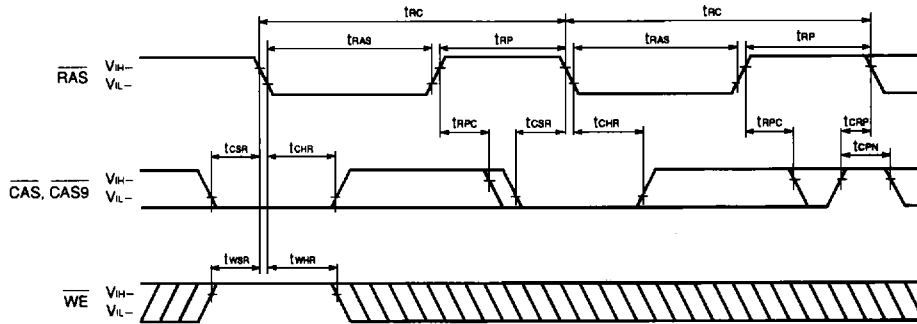 tRC tRC
tRAS tRP tRAS tRP
RAS VIH–
VIL–
tRPC tCSR tCHR tRPC tCRP
tCSR tCHR tCPN
CAS, CAS9 VIH–
VIL–
tWSR tWHR
WE VIH–
VIL–